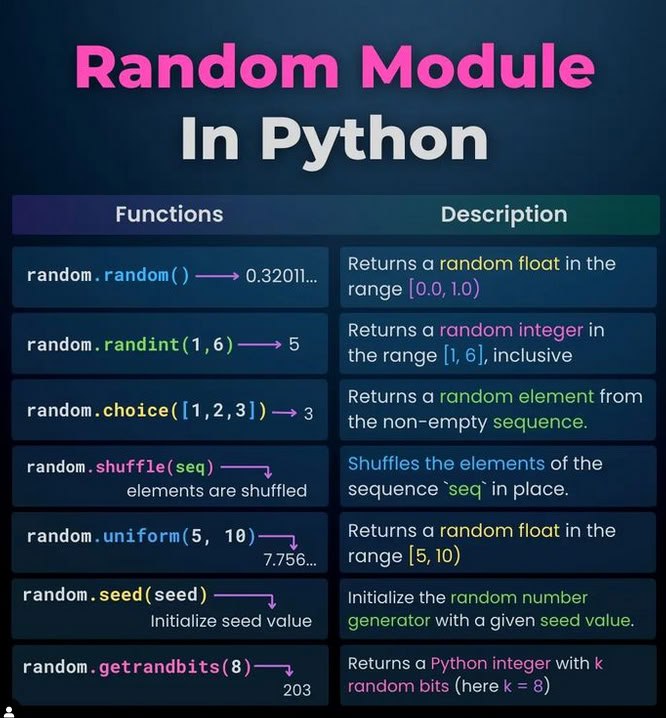 Random Module
In Python
Functions
Description
random.random() → 0.32011...
Returns a random float in the
range [0.0, 1.0)
random.randint(1,6) → 5
Returns a random integer in
the range [1, 6], inclusive
random.choice([1,2,3]) → 3
Returns a random element from
the non-empty sequence.
random.shuffle(seq)
elements are shuffled
Shuffles the elements of the
sequence `seq` in place.
random.uniform(5, 10)
7.756...
Returns a random float in the
range [5, 10)
random.seed(seed)
Initialize seed value
Initialize the random number
generator with a given seed value.
random.getrandbits(8)
203
Returns a Python integer with k
random bits (here k = 8)